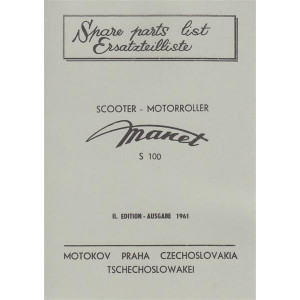 Spare parts list
Ersatzteilliste
SCOOTER - MOTORROLLER
Manet
S 100
II. EDITION - AUSGABE 1961
MOTOKOV PRAHA CZECHOSLOVAKIA
TSCHECHOSLOWAKEI